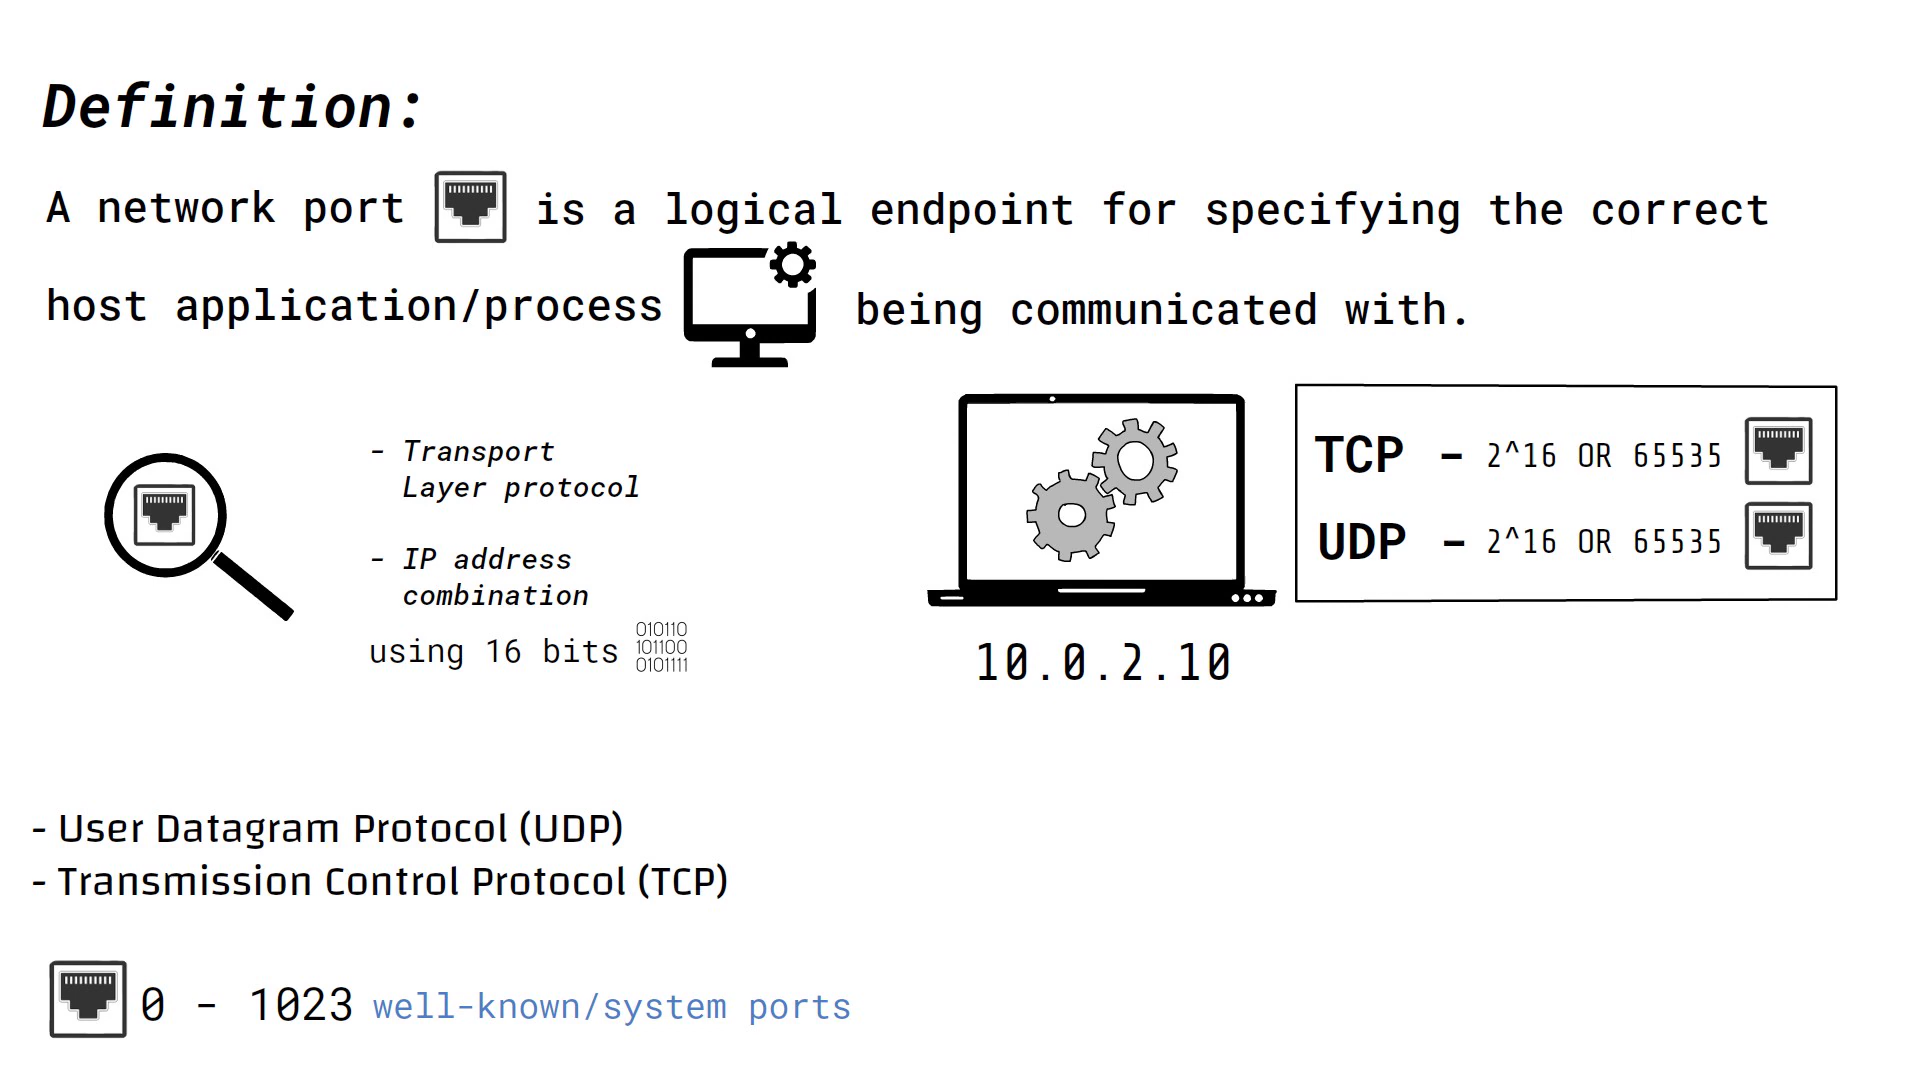 Definition:
A network port is a logical endpoint for specifying the correct
host application/process being communicated with.
- Transport
Layer protocol
- IP address
combination
using 16 bits
010110
101100
0101111
TCP - 2^16 OR 65535
UDP - 2^16 OR 65535
10.0.2.10
- User Datagram Protocol (UDP)
- Transmission Control Protocol (TCP)
0 - 1023 well-known/system ports